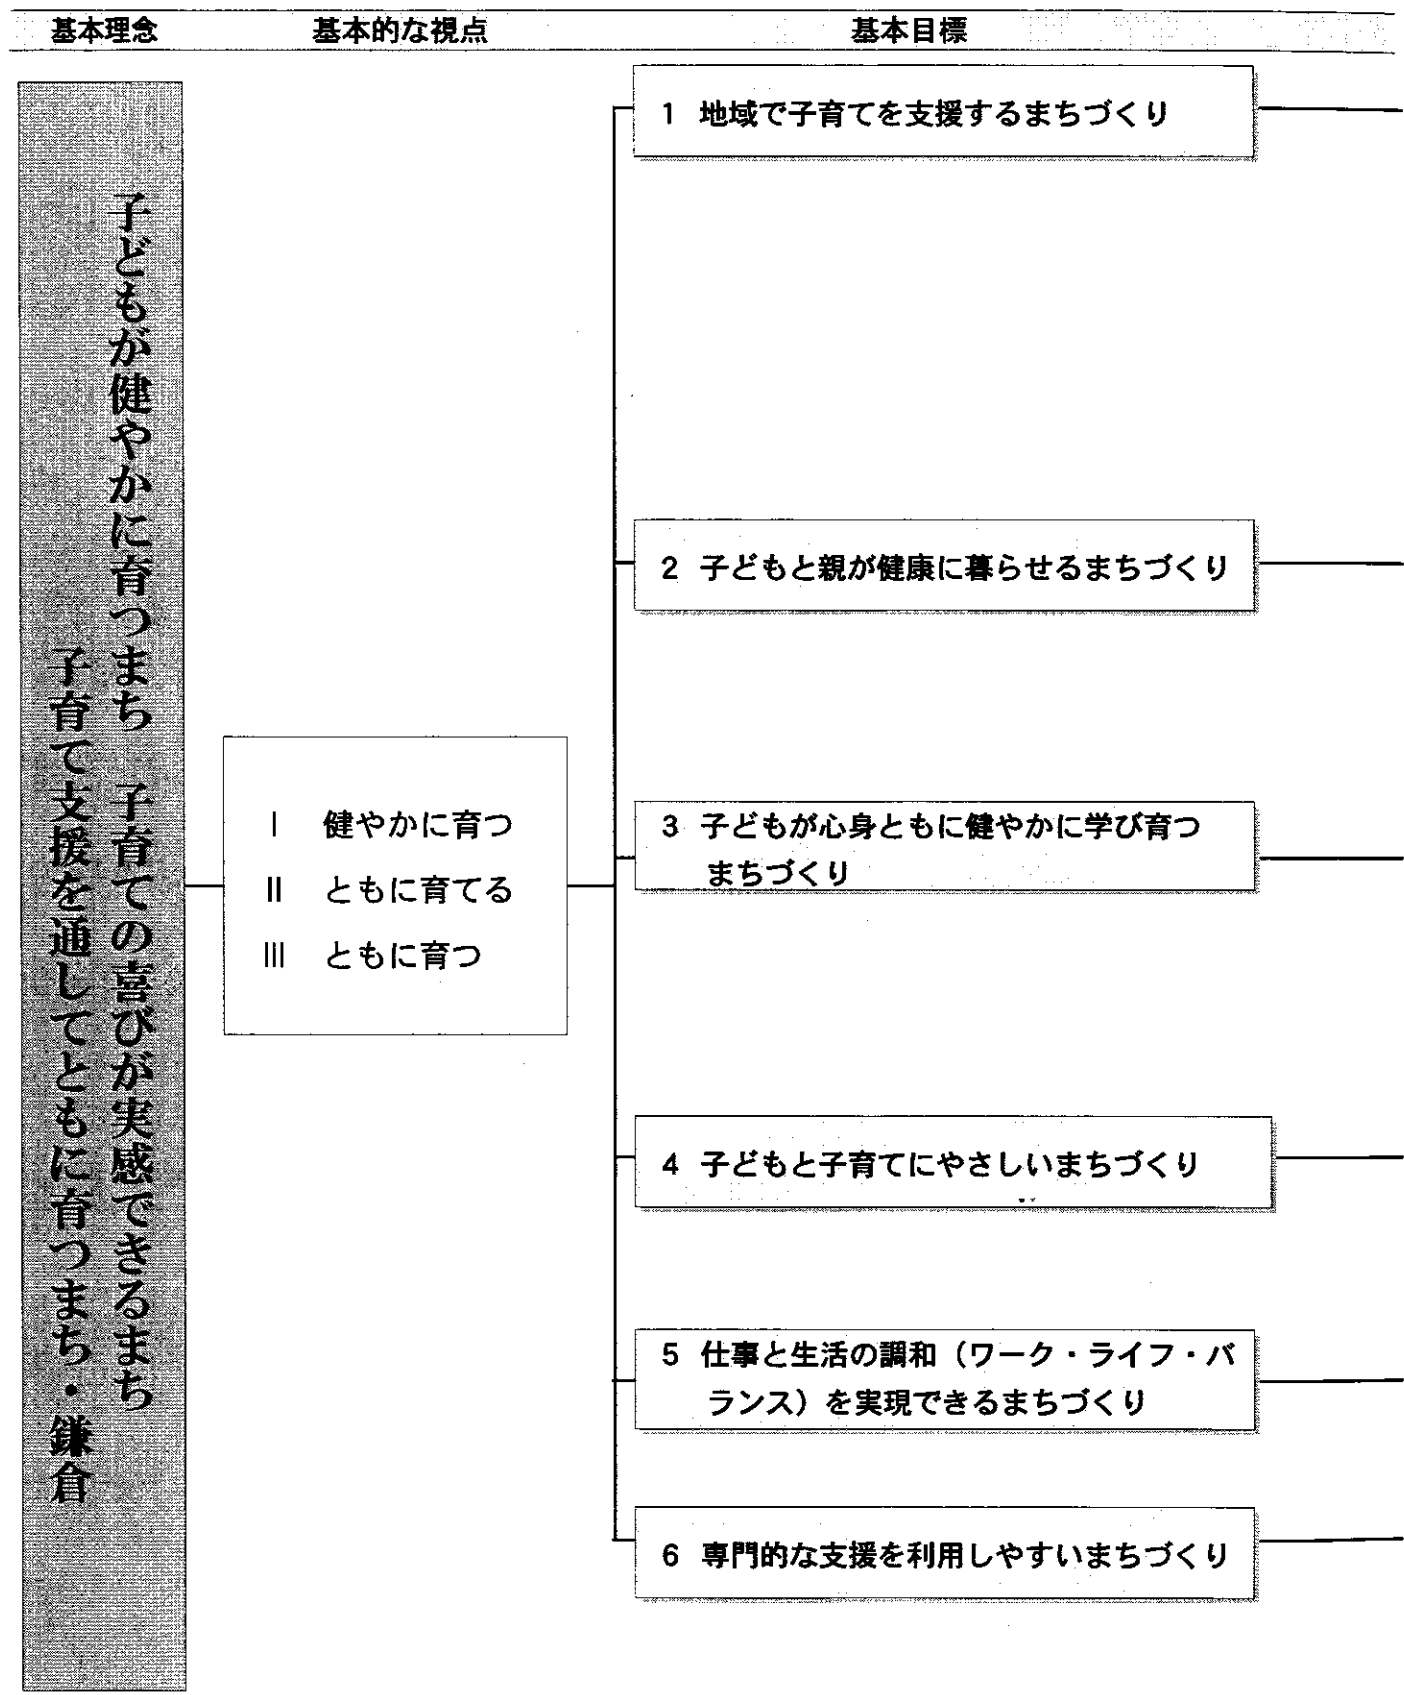 基本理念 基本的な視点 基本目標
子どもが健やかに育つまち 子育ての喜びが実感できるまち
子育て支援を通してともに育つまち・鎌倉
Ⅰ 健やかに育つ
Ⅱ ともに育てる
Ⅲ ともに育つ
1 地域で子育てを支援するまちづくり
2 子どもと親が健康に暮らせるまちづくり
3 子どもが心身ともに健やかに学び育つ
まちづくり
4 子どもと子育てにやさしいまちづくり
5 仕事と生活の調和（ワーク・ライフ・バ
ランス）を実現できるまちづくり
6 専門的な支援を利用しやすいまちづくり